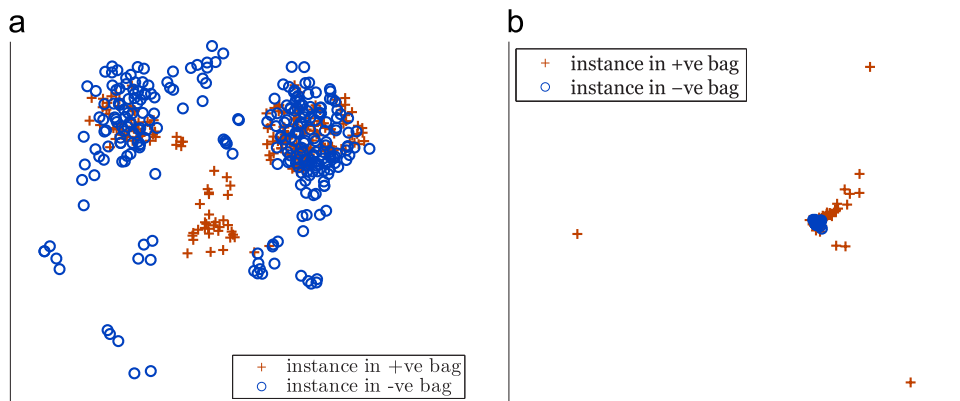 a
b
instance in +ve bag
instance in –ve bag
instance in +ve bag
instance in -ve bag